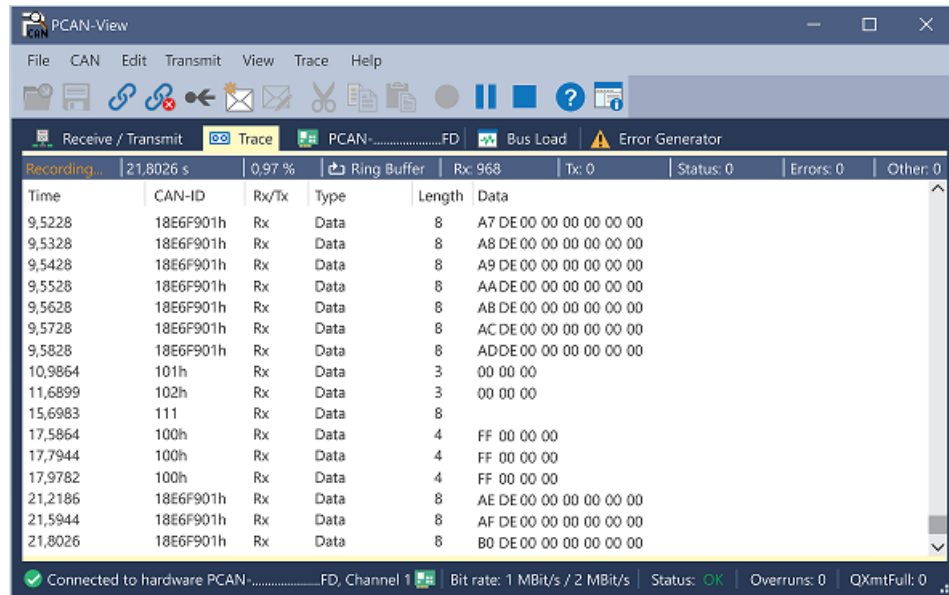 PCAN-View
File CAN Edit Transmit View Trace Help
Receive / Transmit Trace PCAN-....................FD Bus Load Error Generator
Recording... 21,8026 s 0,97 % Ring Buffer Rx: 968 Tx: 0 Status: 0 Errors: 0 Other: 0
Time CAN-ID Rx/Tx Type Length Data
9,5228 18E6F901h Rx Data 8 A7 DE 00 00 00 00 00 00
9,5328 18E6F901h Rx Data 8 A8 DE 00 00 00 00 00 00
9,5428 18E6F901h Rx Data 8 A9 DE 00 00 00 00 00 00
9,5528 18E6F901h Rx Data 8 AA DE 00 00 00 00 00 00
9,5628 18E6F901h Rx Data 8 AB DE 00 00 00 00 00 00
9,5728 18E6F901h Rx Data 8 AC DE 00 00 00 00 00 00
9,5828 18E6F901h Rx Data 8 AD DE 00 00 00 00 00 00
10,9864 101h Rx Data 3 00 00 00
11,6899 102h Rx Data 3 00 00 00
15,6983 111 Rx Data 8
17,5864 100h Rx Data 4 FF 00 00 00
17,7944 100h Rx Data 4 FF 00 00 00
17,9782 100h Rx Data 4 FF 00 00 00
21,2186 18E6F901h Rx Data 8 AE DE 00 00 00 00 00 00
21,5944 18E6F901h Rx Data 8 AF DE 00 00 00 00 00 00
21,8026 18E6F901h Rx Data 8 B0 DE 00 00 00 00 00 00
Connected to hardware PCAN-....................FD, Channel 1 Bit rate: 1 MBit/s / 2 MBit/s Status: OK Overruns: 0 QXmtFull: 0